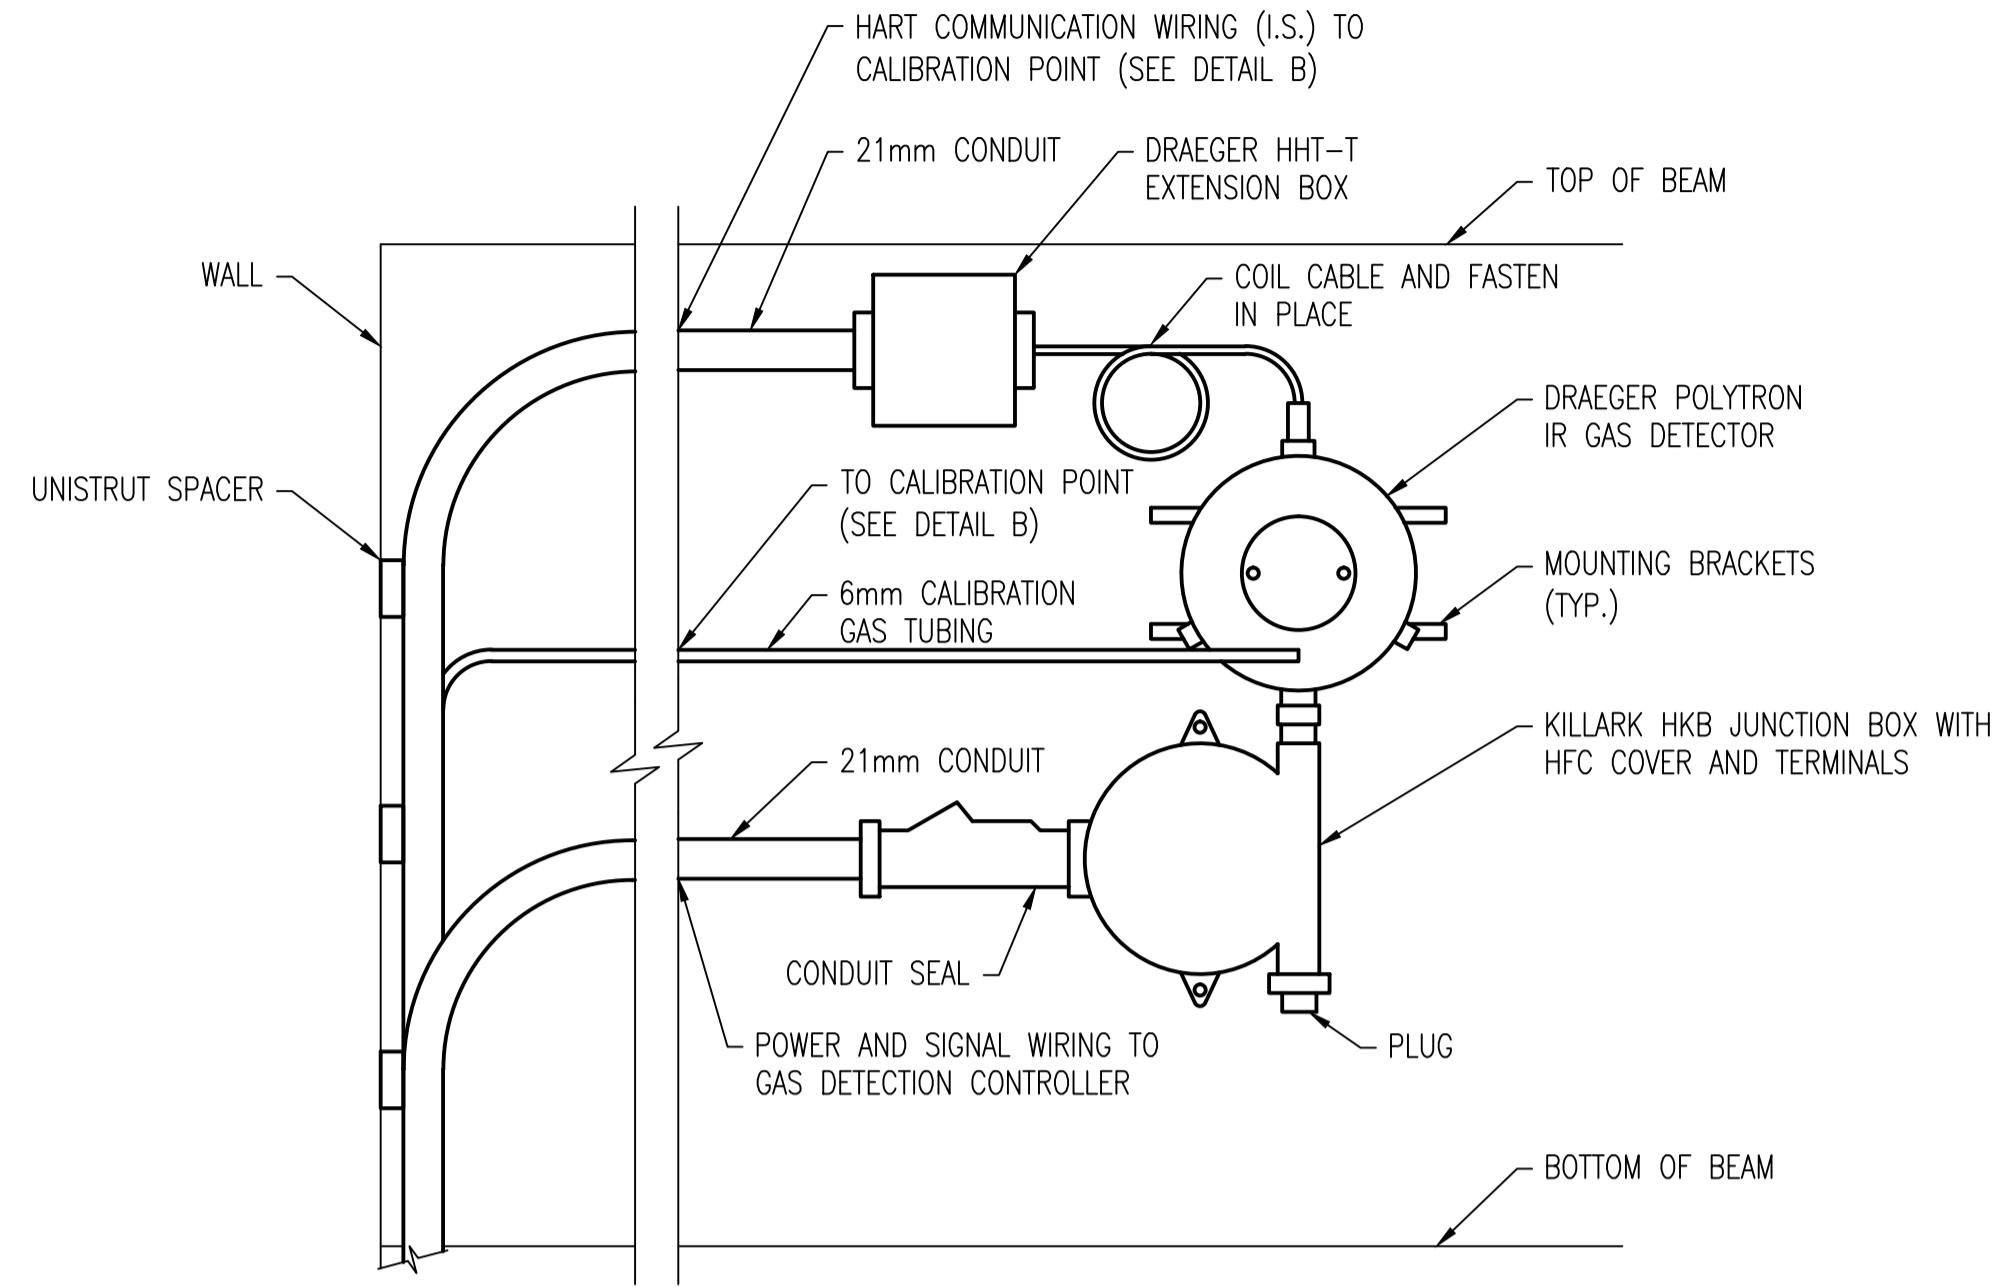 HART COMMUNICATION WIRING (I.S.) TO
CALIBRATION POINT (SEE DETAIL B)
21mm CONDUIT
DRAEGER HHT-T
EXTENSION BOX
TOP OF BEAM
WALL
COIL CABLE AND FASTEN
IN PLACE
DRAEGER POLYTRON
IR GAS DETECTOR
UNISTRUT SPACER
TO CALIBRATION POINT
(SEE DETAIL B)
MOUNTING BRACKETS
(TYP.)
6mm CALIBRATION
GAS TUBING
KILLARK HKB JUNCTION BOX WITH
HFC COVER AND TERMINALS
21mm CONDUIT
CONDUIT SEAL
POWER AND SIGNAL WIRING TO
GAS DETECTION CONTROLLER
PLUG
BOTTOM OF BEAM